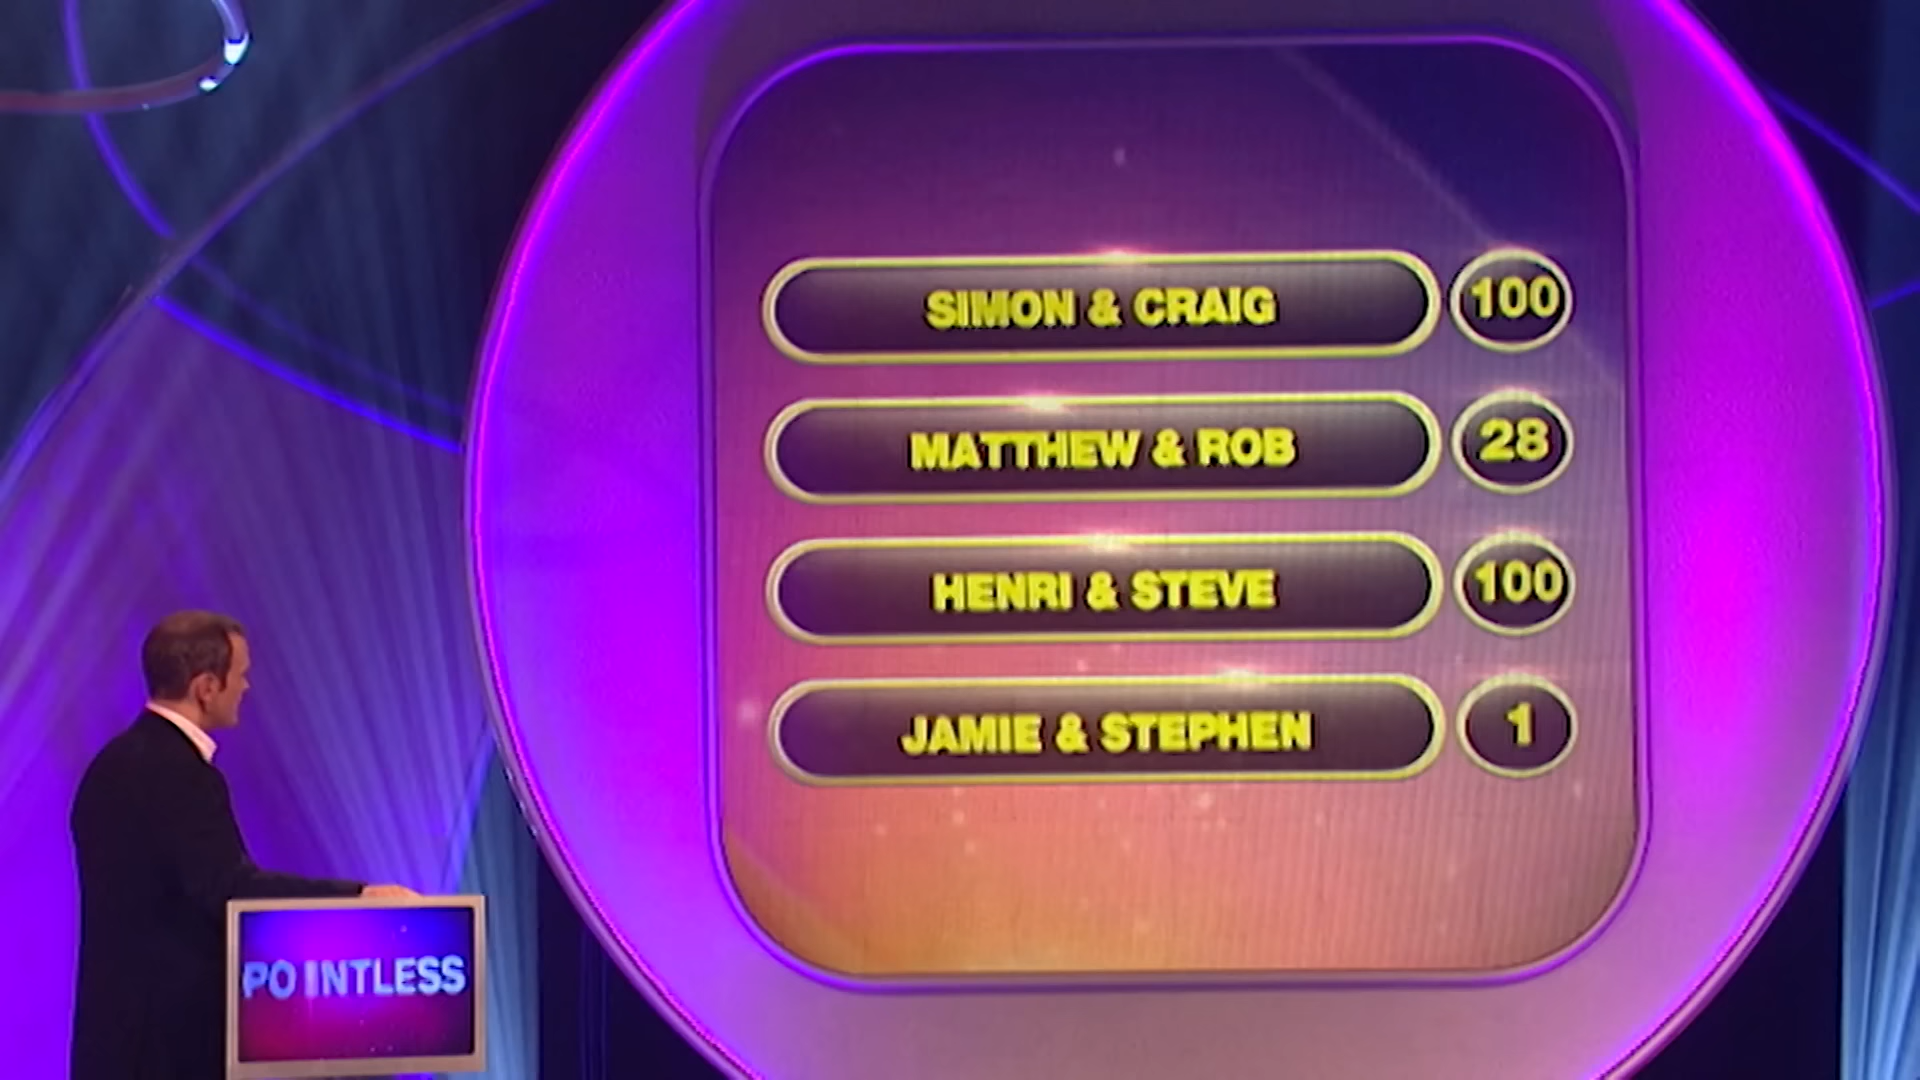 SIMON & CRAIG 100
MATTHEW & ROB 28
HENRI & STEVE 100
JAMIE & STEPHEN 1
POINTLESS